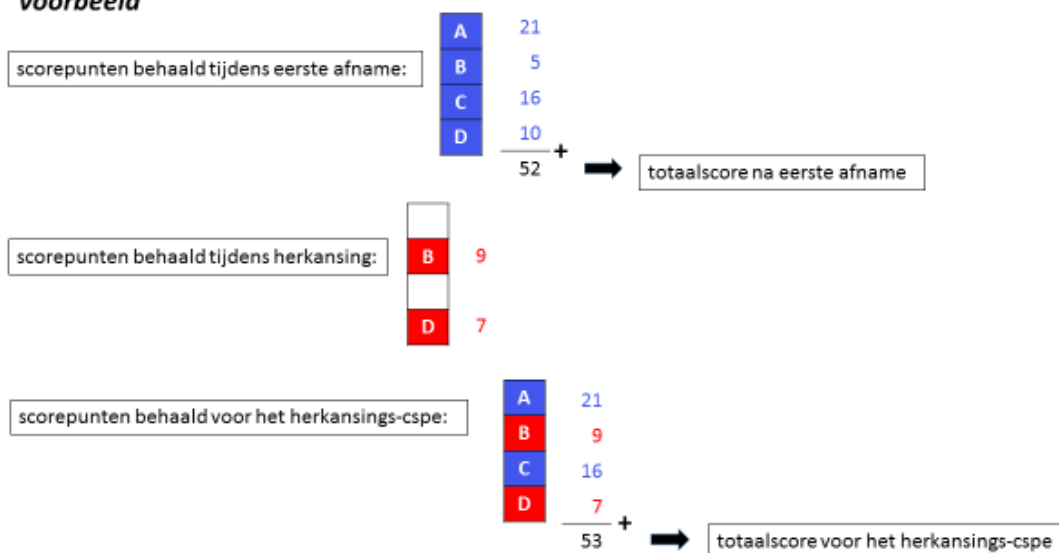 voorbeeld
A 21
scorepunten behaald tijdens eerste afname: B 5
C 16
D 10
+
52 totaalscore na eerste afname
scorepunten behaald tijdens herkansing: B 9
D 7
A 21
scorepunten behaald voor het herkansings-cspe: B 9
C 16
D 7
+
53 totaalscore voor het herkansings-cspe